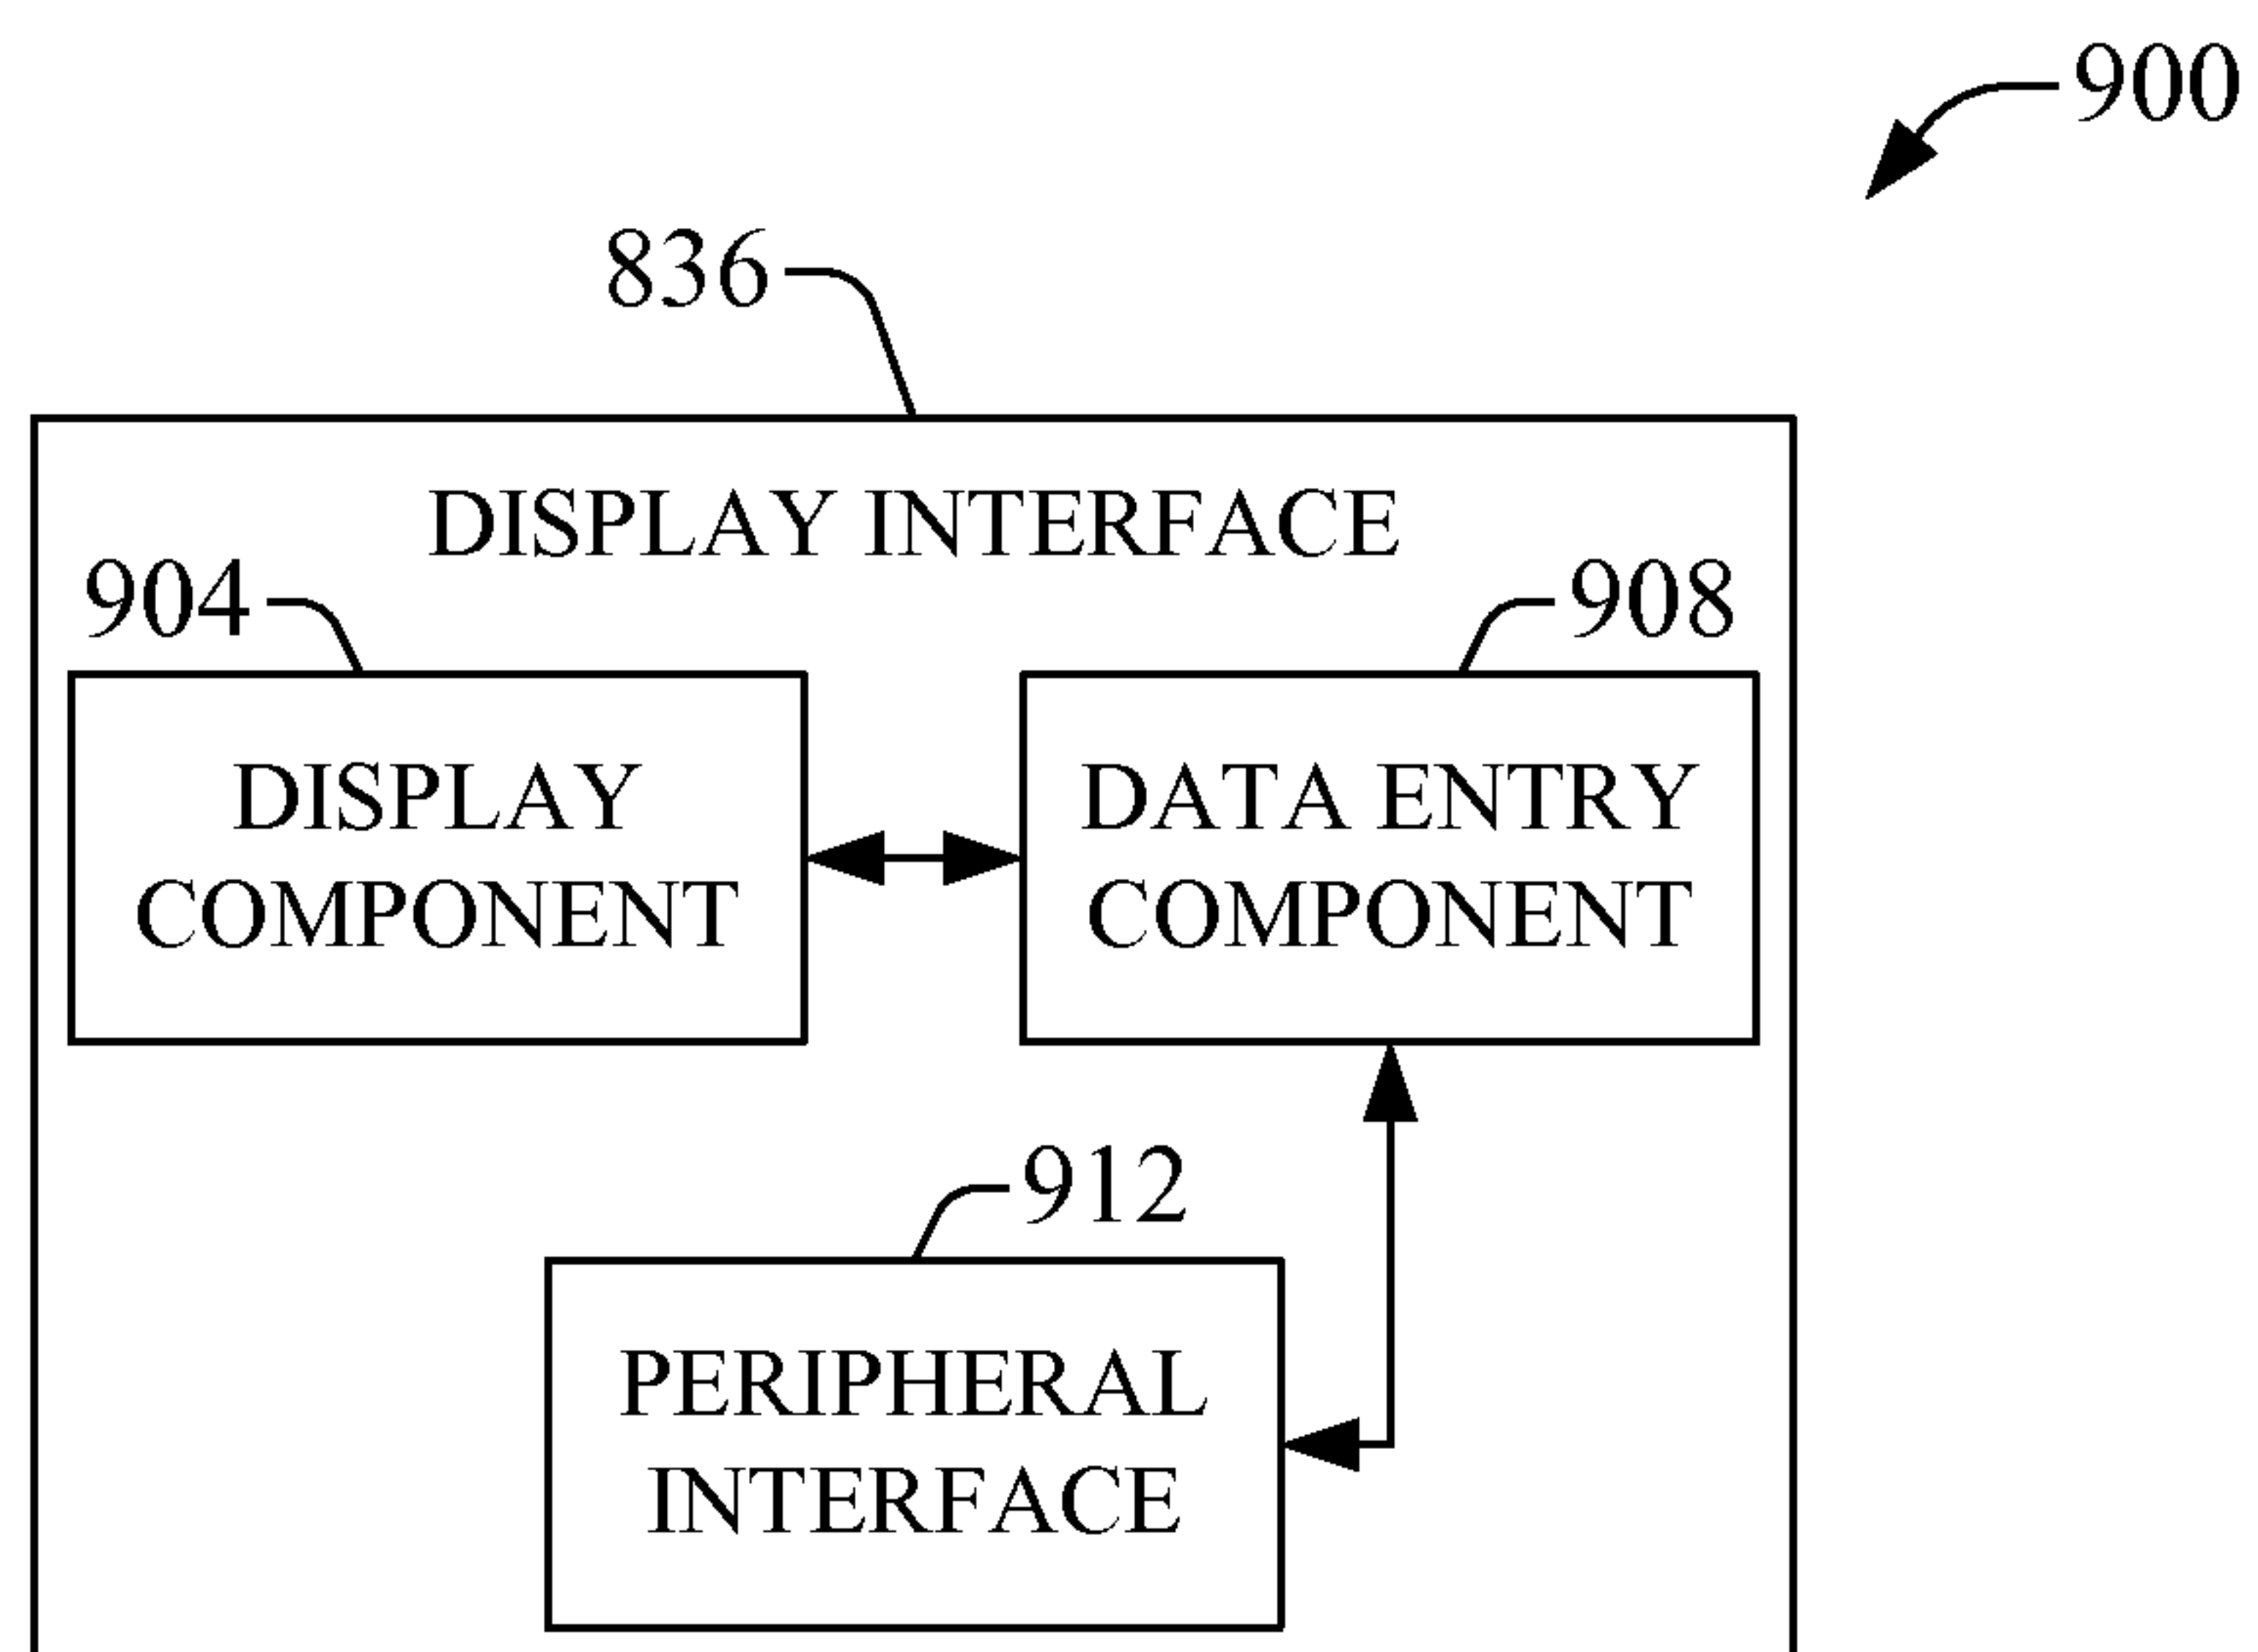 900
836
DISPLAY INTERFACE
904
908
DISPLAY
COMPONENT
DATA ENTRY
COMPONENT
912
PERIPHERAL
INTERFACE